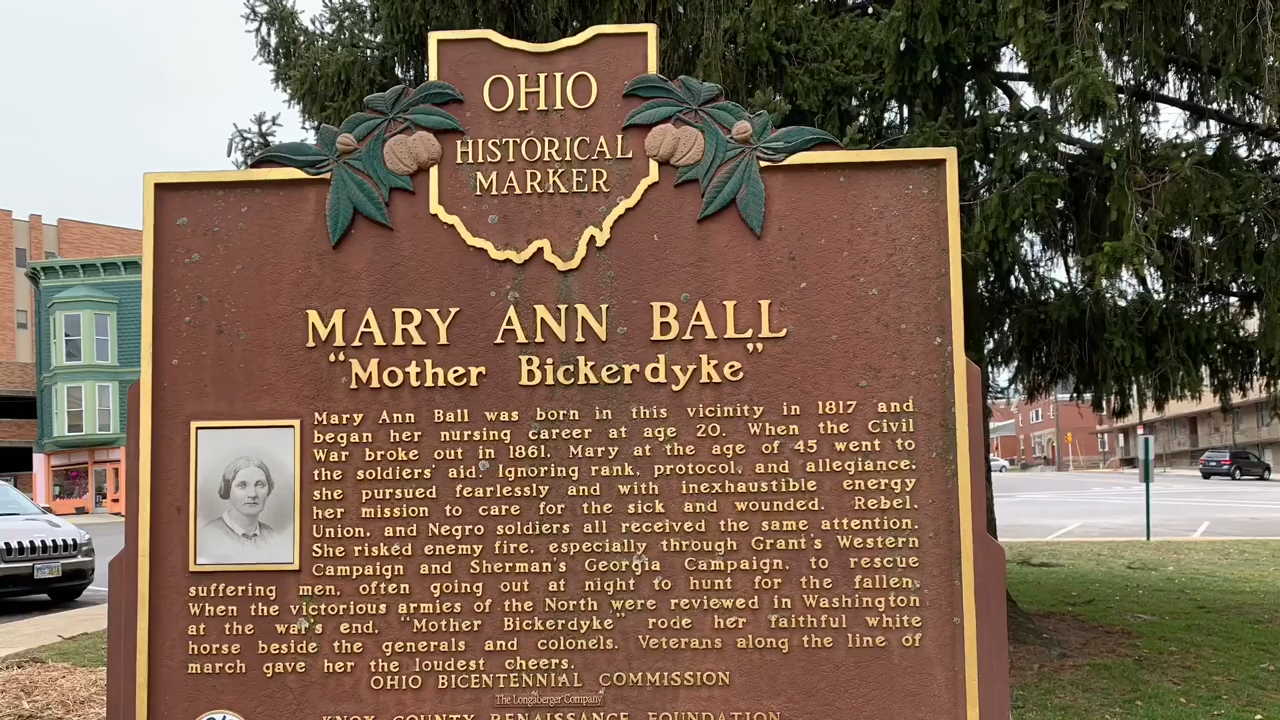 OHIO
HISTORICAL
MARKER
MARY ANN BALL
"Mother Bickerdyke"
Mary Ann Ball was born in this vicinity in 1817 and
began her nursing career at age 20. When the Civil
War broke out in 1861, Mary at the age of 45 went to
the soldiers' aid. Ignoring rank, protocol, and allegiance,
she pursued fearlessly and with inexhaustible energy
her mission to care for the sick and wounded. Rebel,
Union, and Negro soldiers all received the same attention.
She risked enemy fire, especially through Grant's Western
Campaign and Sherman's Georgia Campaign, to rescue
suffering men, often going out at night to hunt for the fallen.
When the victorious armies of the North were reviewed in Washington
at the war's end, "Mother Bickerdyke" rode her faithful white
horse beside the generals and colonels. Veterans along the line of
march gave her the loudest cheers.
OHIO BICENTENNIAL COMMISSION
The Longaberger Company
KNOX COUNTY RENAISSANCE FOUNDATION